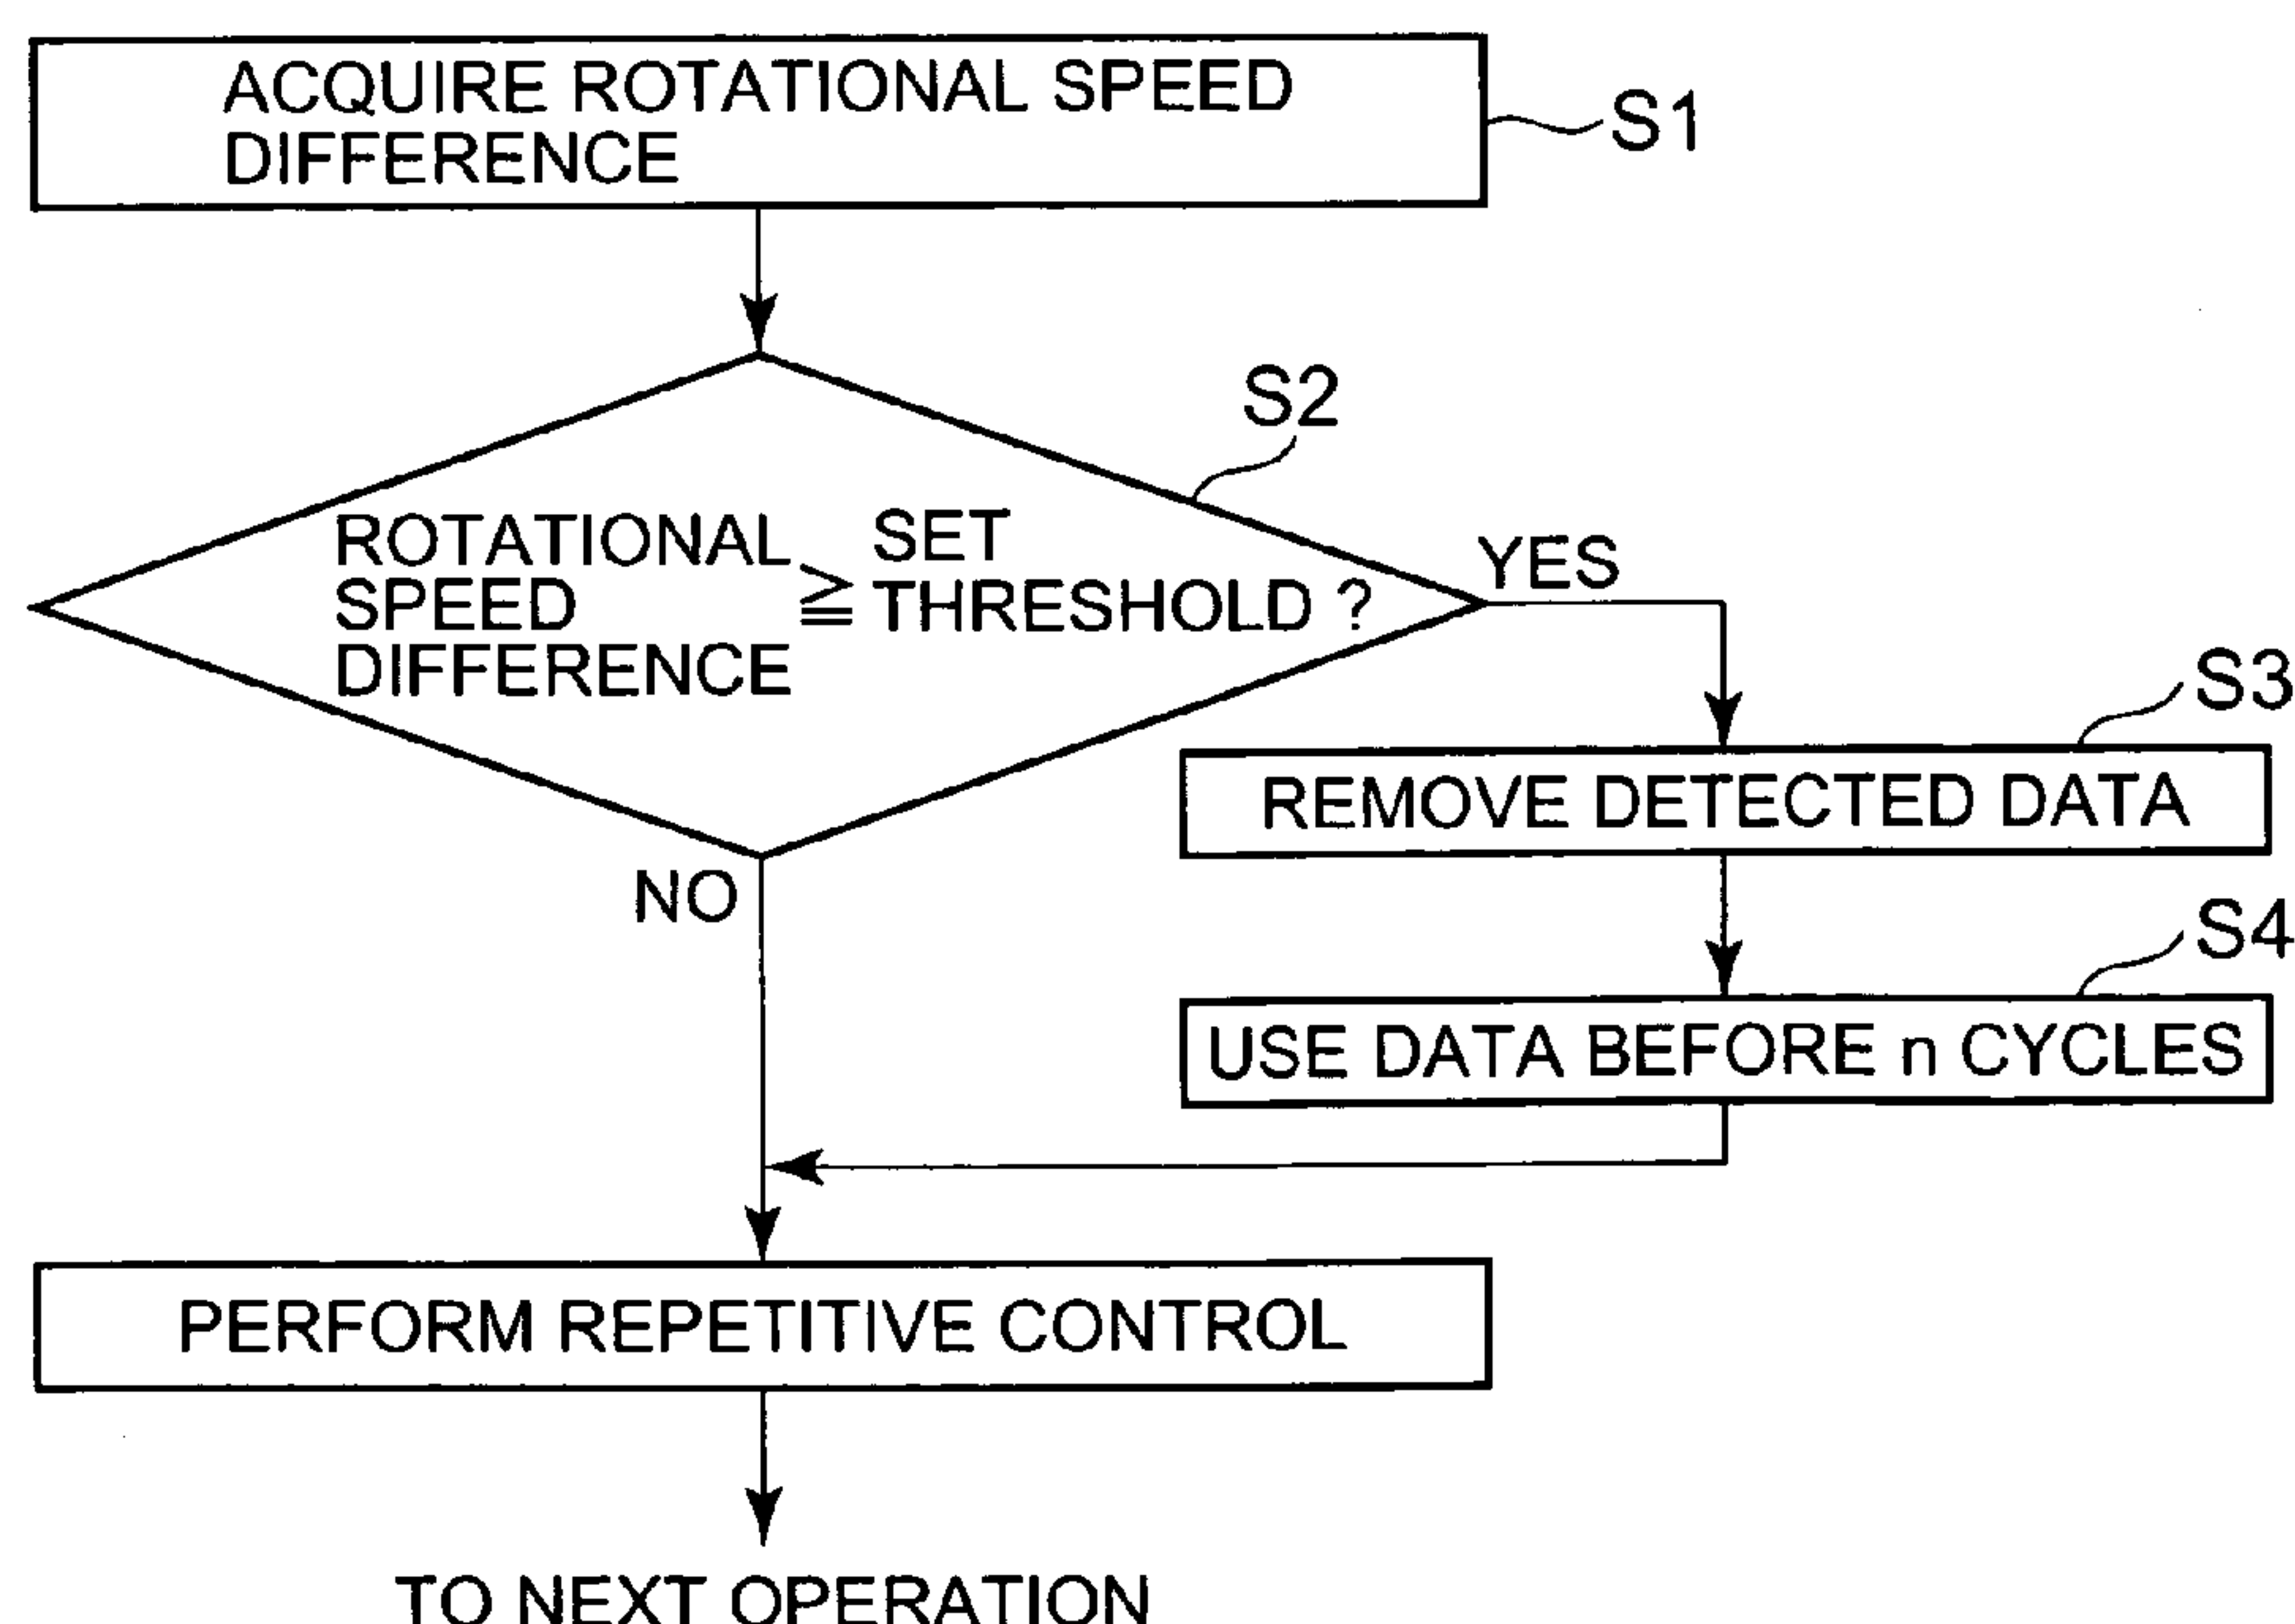 ACQUIRE ROTATIONAL SPEED
DIFFERENCE
S1
S2
ROTATIONAL
SPEED
DIFFERENCE
≧
SET
THRESHOLD ?
YES
S3
REMOVE DETECTED DATA
NO
S4
USE DATA BEFORE n CYCLES
PERFORM REPETITIVE CONTROL
TO NEXT OPERATION